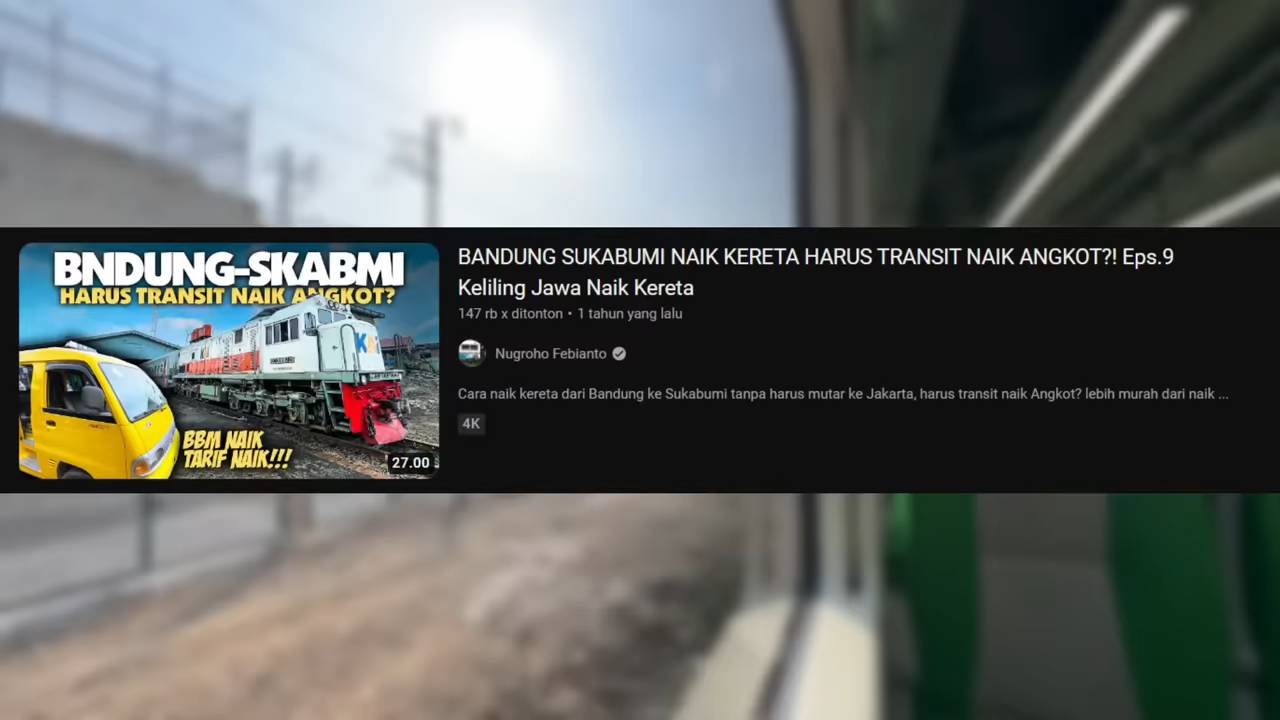 BNDUNG-SKABMI
HARUS TRANSIT NAIK ANGKOT?
BBM NAIK
TARIF NAIK!!!
27.00
BANDUNG SUKABUMI NAIK KERETA HARUS TRANSIT NAIK ANGKOT?! Eps.9
Keliling Jawa Naik Kereta
147 rb x ditonton • 1 tahun yang lalu
Nugroho Febianto
Cara naik kereta dari Bandung ke Sukabumi tanpa harus mutar ke Jakarta, harus transit naik Angkot? lebih murah dari naik ...
4K